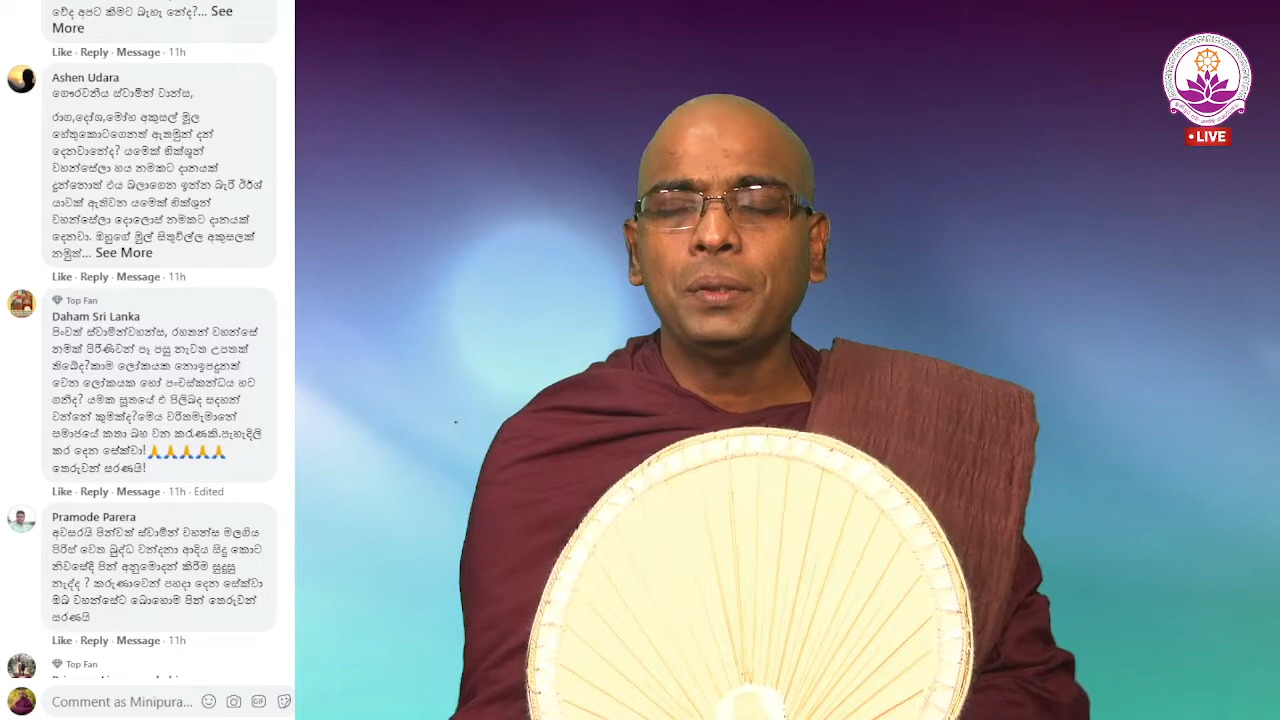 වේද අපට කීමට බැහැ නේද?... See
More
Like · Reply · Message · 11h
Ashen Udara
ගෞරවනීය ස්වාමීන් වාන්ස,
රාග,දෝශ,මෝහ අකුසල් මූල
හේතුකොටගෙනත් ඇතමුන් දන්
දෙනවානේද? යමෙක් භික්ශූන්
වහන්සේලා හය නමකට දානයක්
දුන්නොත් එය බලාගෙන ඉන්න බැරි ඊර්ශ්
යාවක් ඇතිවන යමෙක් භික්ශූන්
වහන්සේලා දොලොස් නමකට දානයක්
දෙනවා. ඔහුගේ මුල් සිතුවිල්ල අකුසලක්
නමුත්... See More
Like · Reply · Message · 11h
Top Fan
Daham Sri Lanka
පිංවත් ස්වාමීන්වහන්ස, රහතන් වහන්සේ
නමක් පිරිණිවන් පෑ පසු නැවත උපතක්
තිබේද?කාම ලෝකයක නොඉපදුනත්
වෙන ලෝකයක හෝ පංචස්කන්ධය හට
ගනීද? යමක සූත්‍රයේ ඒ පිලිබඳ සඳහන්
වන්නේ කුමක්ද?මෙය වර්තමැමානේ
සමාජයේ කතා බහ වන කරැණකි.පැහැදිලි
කර දෙන සේක්වා!🙏🙏🙏🙏🙏
තෙරුවන් සරණයි!
Like · Reply · Message · 11h · Edited
Pramode Parera
අවසරයි පින්වත් ස්වාමීන් වහන්ස මලගිය
පිරිස් වෙත බුද්ධ වන්දනා ආදිය සිදු කොට
නිවසේදී පින් අනුමෝදන් කිරීම සුදුසු
නැද්ද ? කරුණාවෙන් පහදා දෙන සේක්වා
ඔබ වහන්සේට බොහොම පින් තෙරුවන්
සරණයි
Like · Reply · Message · 11h
Top Fan
Comment as Minipura...
GIF
LIVE